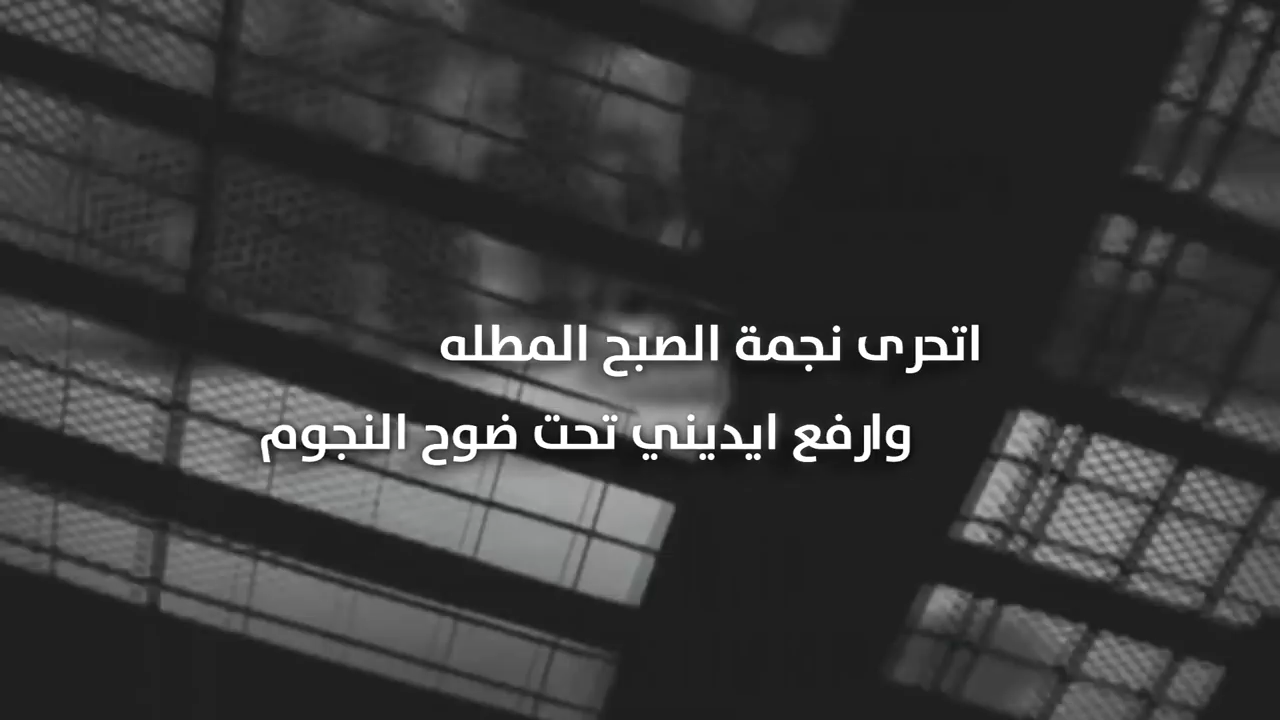 اتحرى نجمة الصبح المطله
وارفع ايديني تحت ضوح النجوم